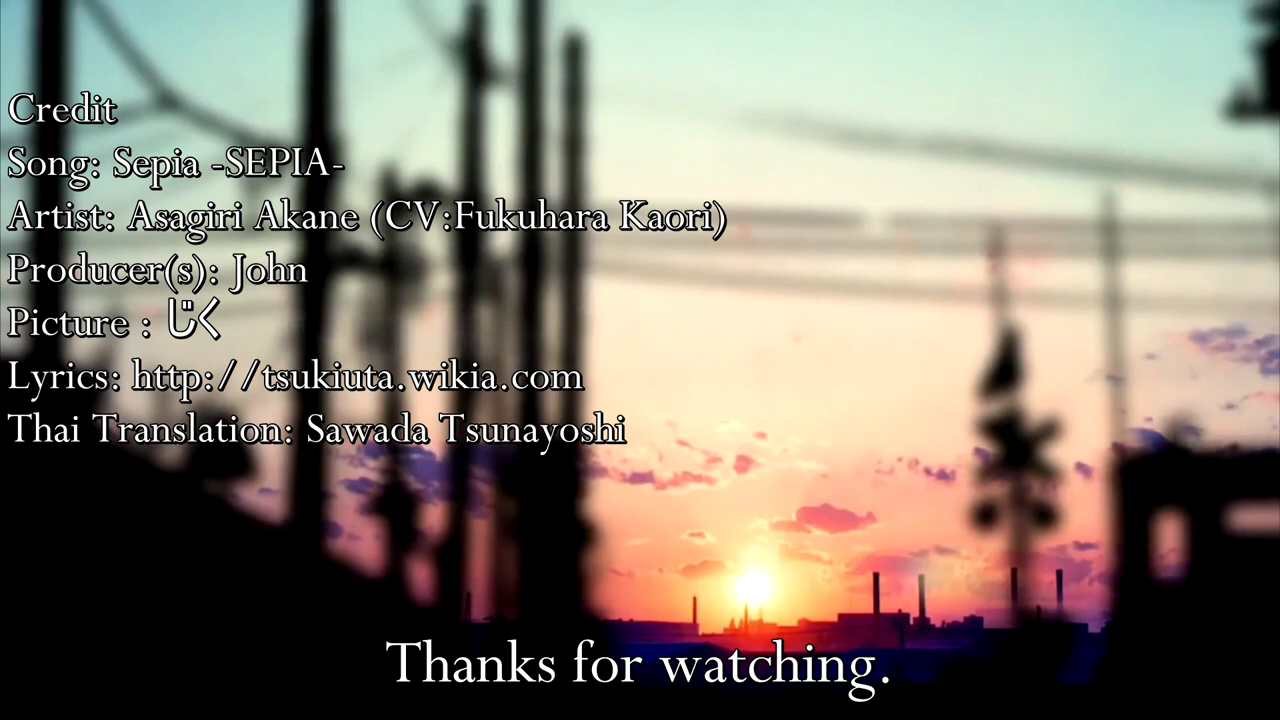 Credit
Song: Sepia -SEPIA-
Artist: Asagiri Akane (CV:Fukuhara Kaori)
Producer(s): John
Picture : じく
Lyrics: http://tsukiuta.wikia.com
Thai Translation: Sawada Tsunayoshi
Thanks for watching.